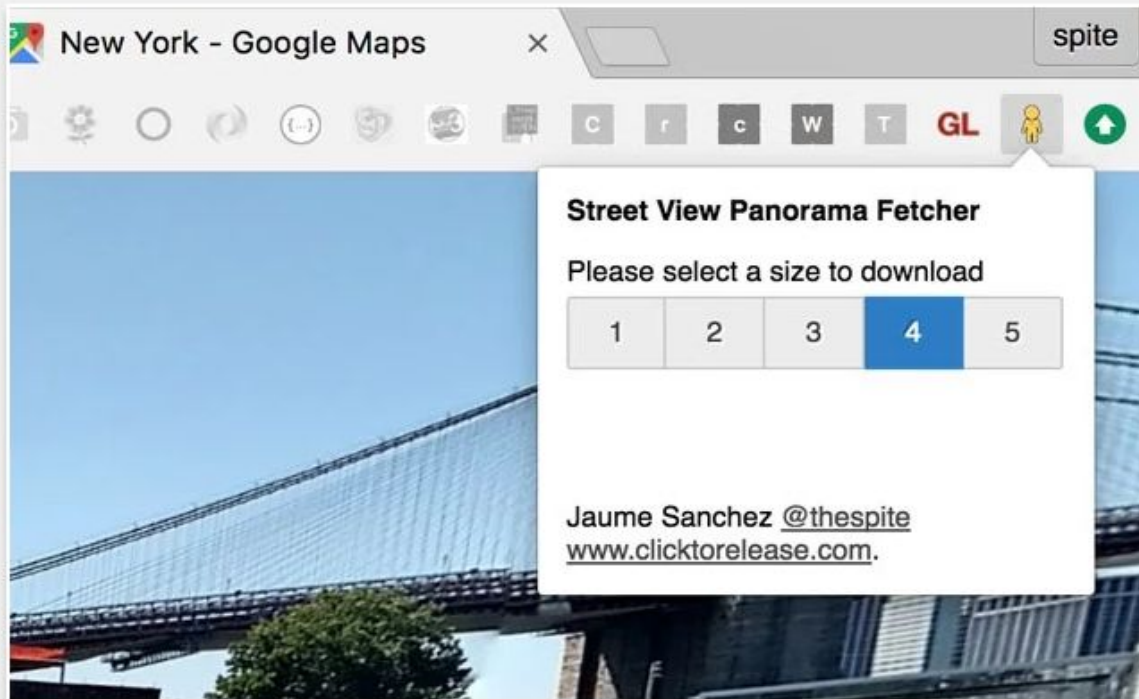 New York - Google Maps ×
spite
{...}
C r c W T GL
Street View Panorama Fetcher
Please select a size to download
1 2 3 4 5
Jaume Sanchez @thespite
www.clicktorelease.com.